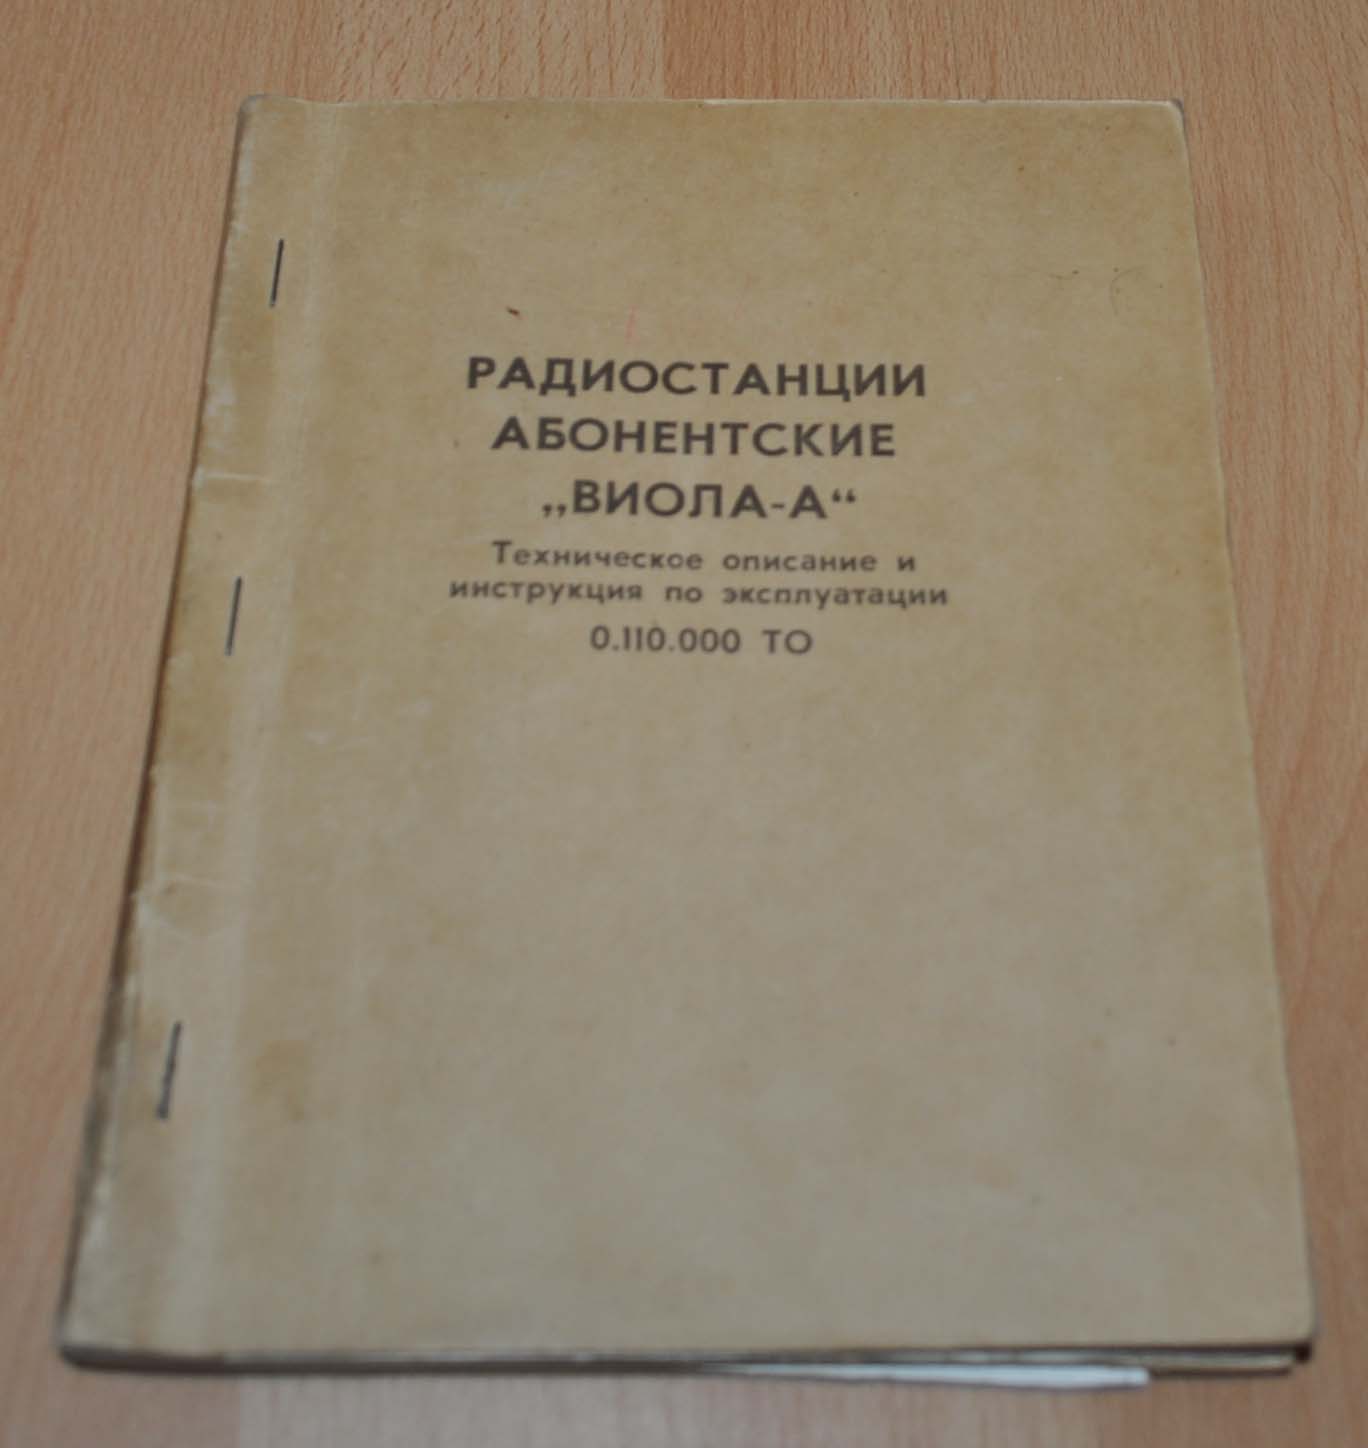 РАДИОСТАНЦИИ
АБОНЕНТСКИЕ
„ВИОЛА-А“
Техническое описание и
инструкция по эксплуатации
0.110.000 ТО